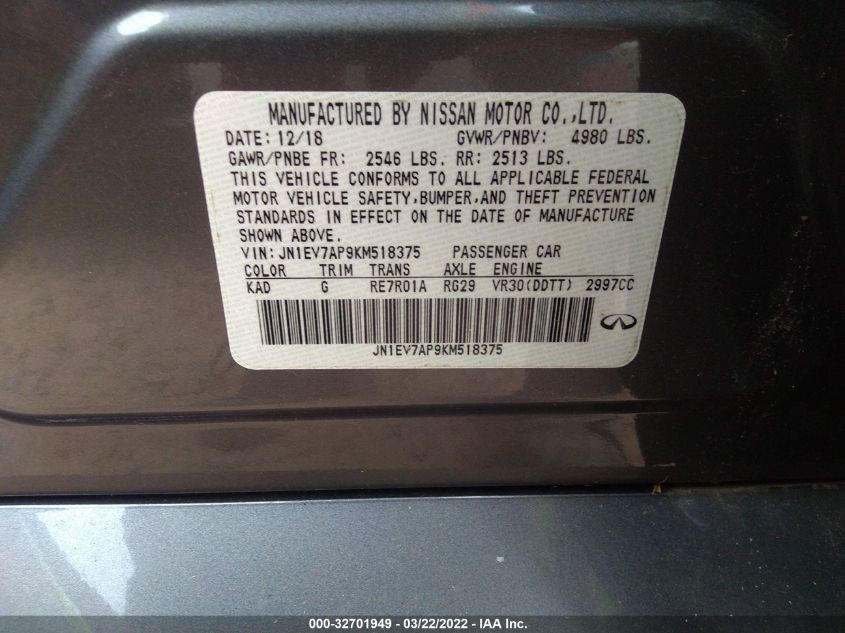 MANUFACTURED BY NISSAN MOTOR CO.,LTD.
DATE: 12/18 GVWR/PNBV: 4980 LBS.
GAWR/PNBE FR: 2546 LBS. RR: 2513 LBS.
THIS VEHICLE CONFORMS TO ALL APPLICABLE FEDERAL
MOTOR VEHICLE SAFETY,BUMPER,AND THEFT PREVENTION
STANDARDS IN EFFECT ON THE DATE OF MANUFACTURE
SHOWN ABOVE.
VIN: JN1EV7AP9KM518375 PASSENGER CAR
COLOR TRIM TRANS AXLE ENGINE
KAD G RE7R01A RG29 VR30(DDTT) 2997CC
JN1EV7AP9KM518375
000-32701949 - 03/22/2022 - IAA Inc.